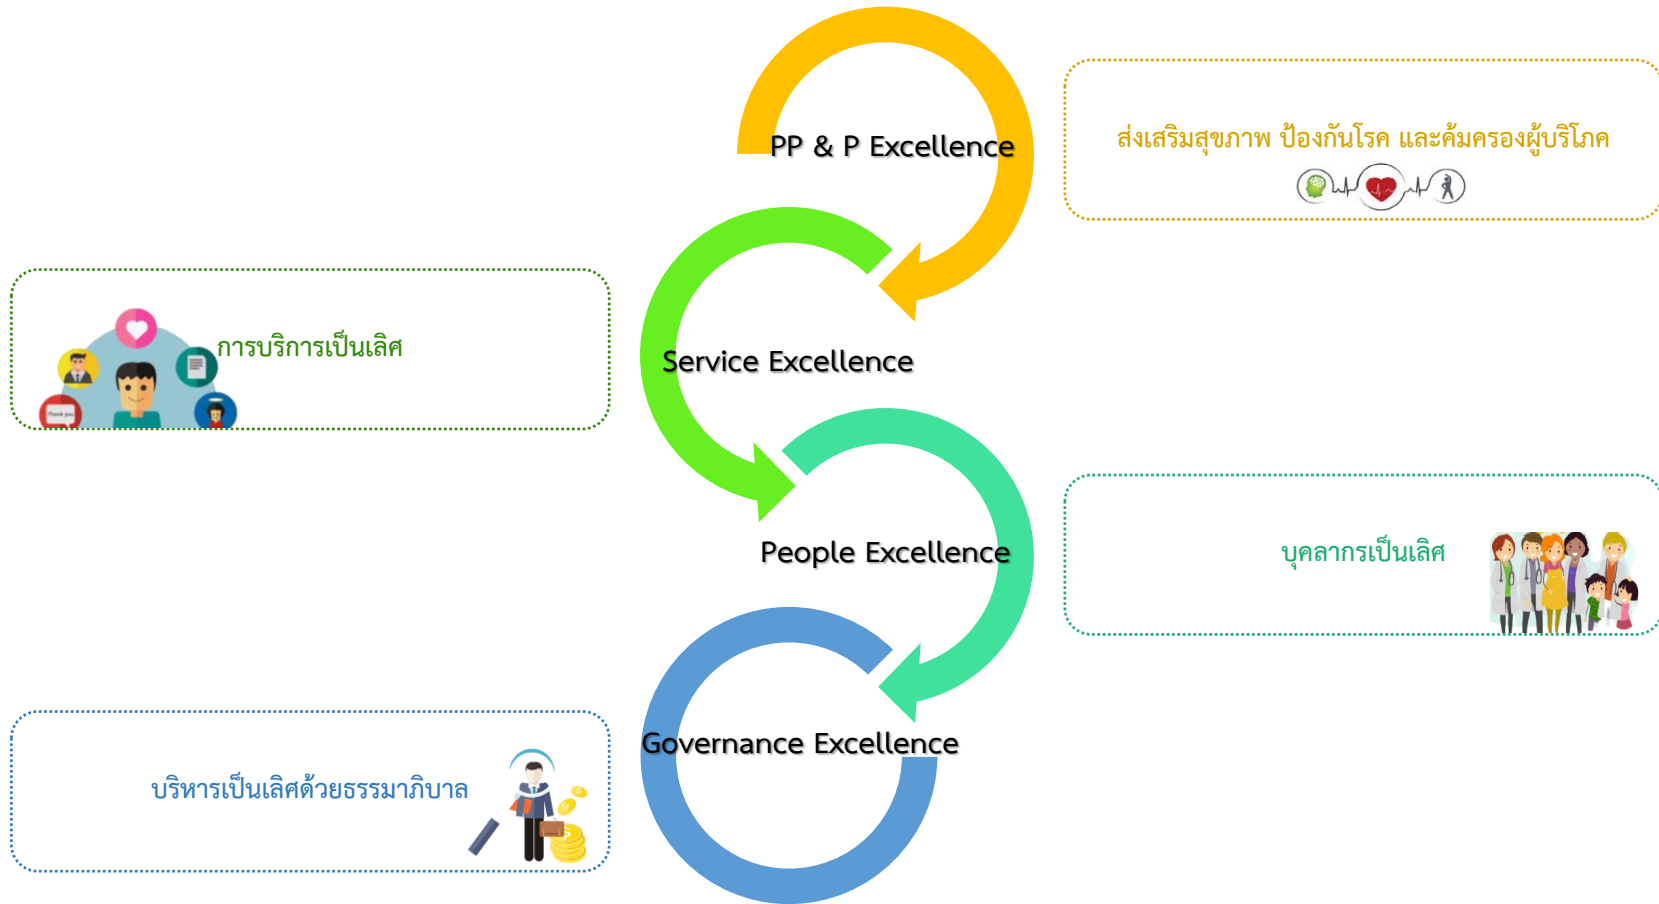 PP & P Excellence
ส่งเสริมสุขภาพ ป้องกันโรค และค้มครองผู้บริโภค
การบริการเป็นเลิศ
Thank you
Service Excellence
People Excellence
บุคลากรเป็นเลิศ
Governance Excellence
บริหารเป็นเลิศด้วยธรรมาภิบาล